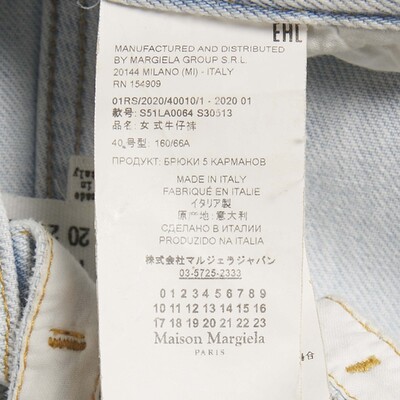 EHL
MANUFACTURED AND DISTRIBUTED
BY MARGIELA GROUP S.R.L.
20144 MILANO (MI) - ITALY
RN 154909
01RS/2020/40010/1 - 2020 01
款号: S51LA0064 S30513
品名: 女式牛仔裤
40 号型: 160/66A
ПРОДУКТ: БРЮКИ 5 КАРМАНОВ
MADE IN ITALY
FABRIQUÉ EN ITALIE
イタリア製
原产地: 意大利
СДЕЛАНО В ИТАЛИИ
PRODUZIDO NA ITALIA
株式会社マルジェラジャパン
03-5725-2333
0 1 2 3 4 5 6 7 8 9
10 11 12 13 14 15 16
17 18 19 20 21 22 23
Maison Margiela
PARIS